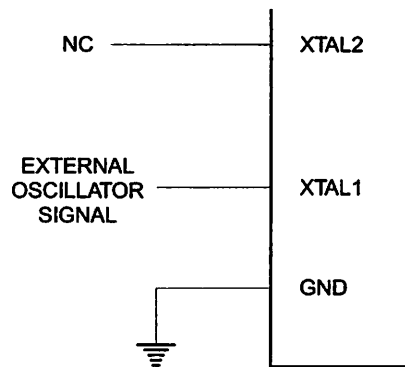 NC
XTAL2
EXTERNAL
OSCILLATOR
SIGNAL
XTAL1
GND